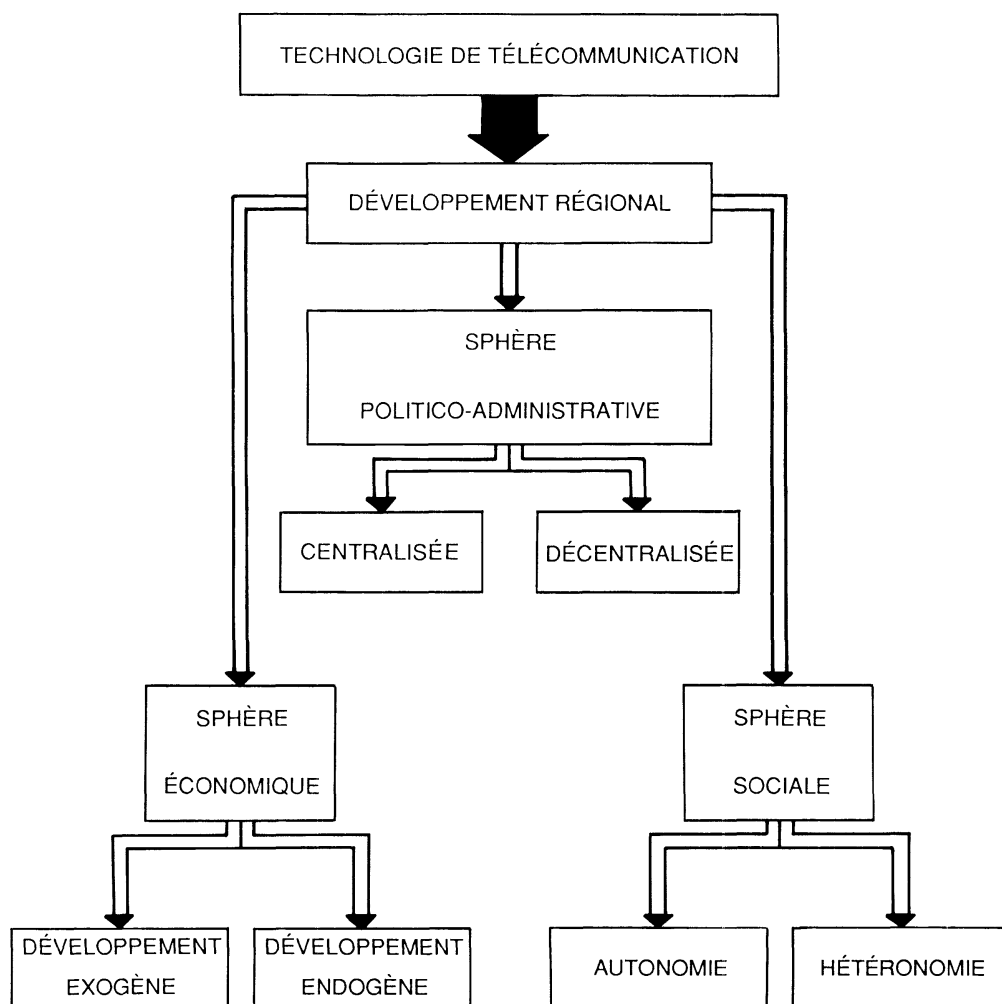 TECHNOLOGIE DE TÉLÉCOMMUNICATION
DÉVELOPPEMENT RÉGIONAL
SPHÈRE
POLITICO-ADMINISTRATIVE
CENTRALISÉE
DÉCENTRALISÉE
SPHÈRE
ÉCONOMIQUE
SPHÈRE
SOCIALE
DÉVELOPPEMENT
EXOGÈNE
DÉVELOPPEMENT
ENDOGÈNE
AUTONOMIE
HÉTÉRONOMIE